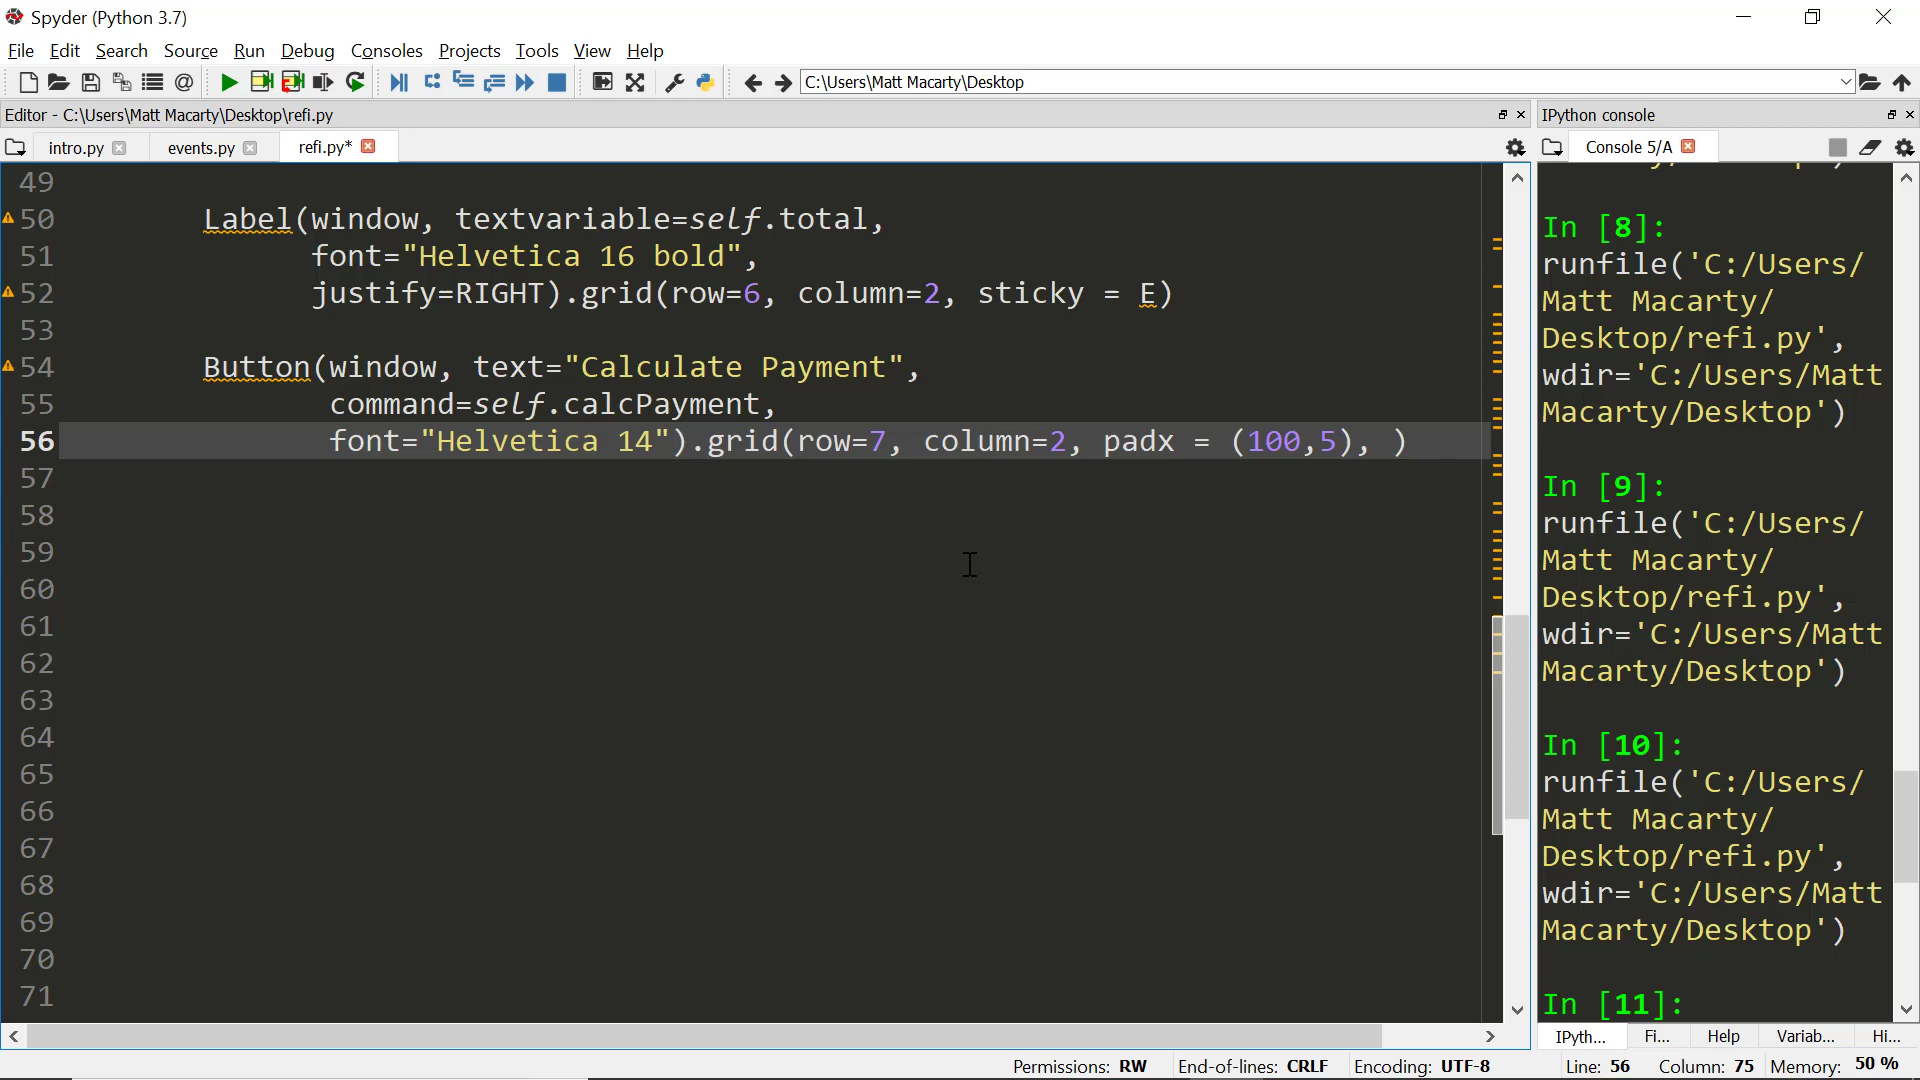 Spyder (Python 3.7)
File Edit Search Source Run Debug Consoles Projects Tools View Help
C:\Users\Matt Macarty\Desktop
Editor - C:\Users\Matt Macarty\Desktop\refi.py
IPython console
intro.py events.py refi.py*
Console 5/A
49
50 Label(window, textvariable=self.total,
51 font="Helvetica 16 bold",
52 justify=RIGHT).grid(row=6, column=2, sticky = E)
53
54 Button(window, text="Calculate Payment",
55 command=self.calcPayment,
56 font="Helvetica 14").grid(row=7, column=2, padx = (100,5), )
57
58
59
60
61
62
63
64
65
66
67
68
69
70
71
In [8]:
runfile('C:/Users/
Matt Macarty/
Desktop/refi.py',
wdir='C:/Users/Matt
Macarty/Desktop')
In [9]:
runfile('C:/Users/
Matt Macarty/
Desktop/refi.py',
wdir='C:/Users/Matt
Macarty/Desktop')
In [10]:
runfile('C:/Users/
Matt Macarty/
Desktop/refi.py',
wdir='C:/Users/Matt
Macarty/Desktop')
In [11]:
IPyth... Fi... Help Variab... Hi...
Permissions: RW End-of-lines: CRLF Encoding: UTF-8 Line: 56 Column: 75 Memory: 50 %